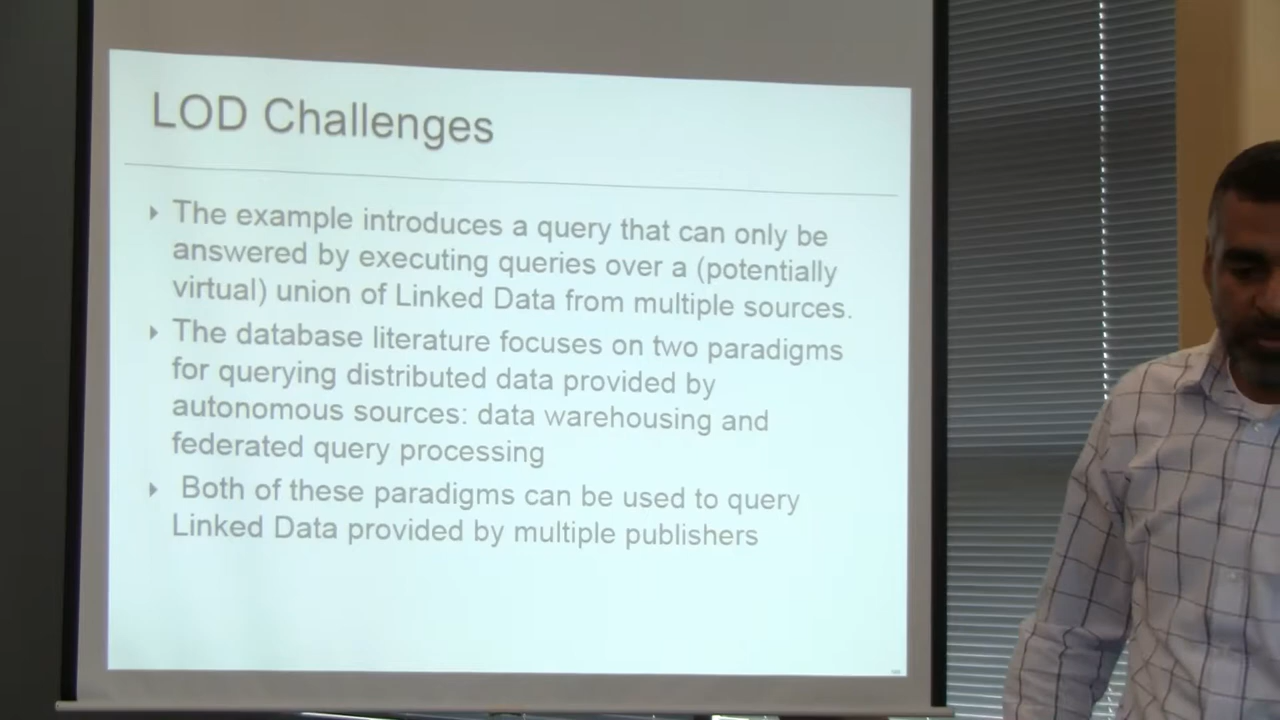 LOD Challenges
The example introduces a query that can only be
answered by executing queries over a (potentially
virtual) union of Linked Data from multiple sources.
The database literature focuses on two paradigms
for querying distributed data provided by
autonomous sources: data warehousing and
federated query processing
Both of these paradigms can be used to query
Linked Data provided by multiple publishers